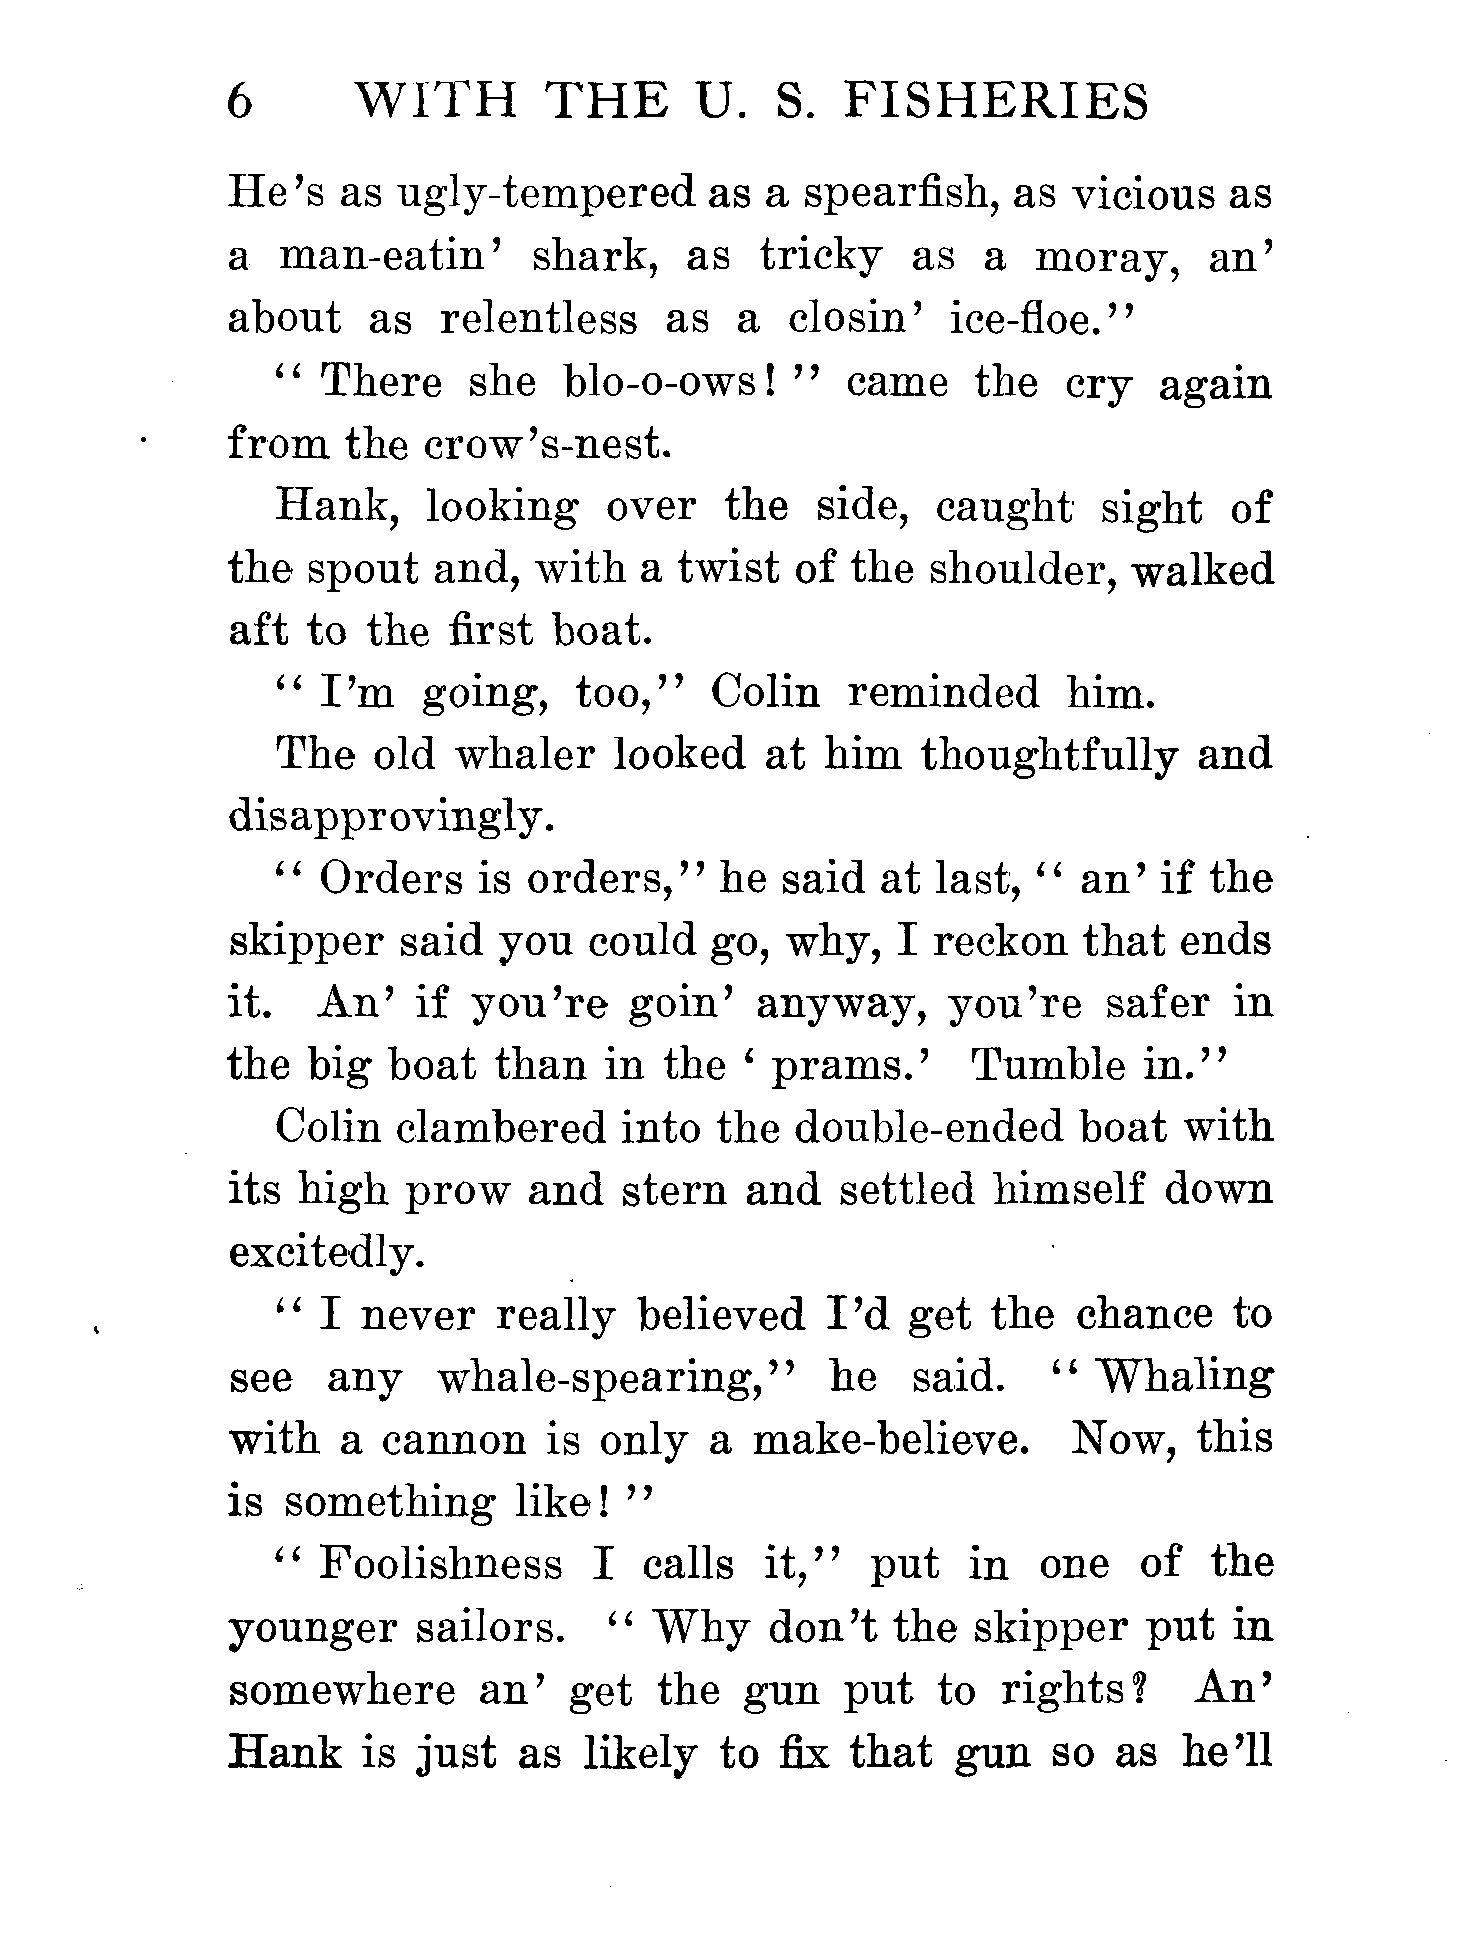 6 WITH THE U. S. FISHERIES
He's as ugly-tempered as a spearfish, as vicious as
a man-eatin' shark, as tricky as a moray, an'
about as relentless as a closin' ice-floe."
" There she blo-o-ows! " came the cry again
from the crow's-nest.
Hank, looking over the side, caught sight of
the spout and, with a twist of the shoulder, walked
aft to the first boat.
" I'm going, too," Colin reminded him.
The old whaler looked at him thoughtfully and
disapprovingly.
" Orders is orders," he said at last, " an' if the
skipper said you could go, why, I reckon that ends
it. An' if you're goin' anyway, you're safer in
the big boat than in the ' prams.' Tumble in."
Colin clambered into the double-ended boat with
its high prow and stern and settled himself down
excitedly.
" I never really believed I'd get the chance to
see any whale-spearing," he said. " Whaling
with a cannon is only a make-believe. Now, this
is something like! "
" Foolishness I calls it," put in one of the
younger sailors. " Why don't the skipper put in
somewhere an' get the gun put to rights? An'
Hank is just as likely to fix that gun so as he'll